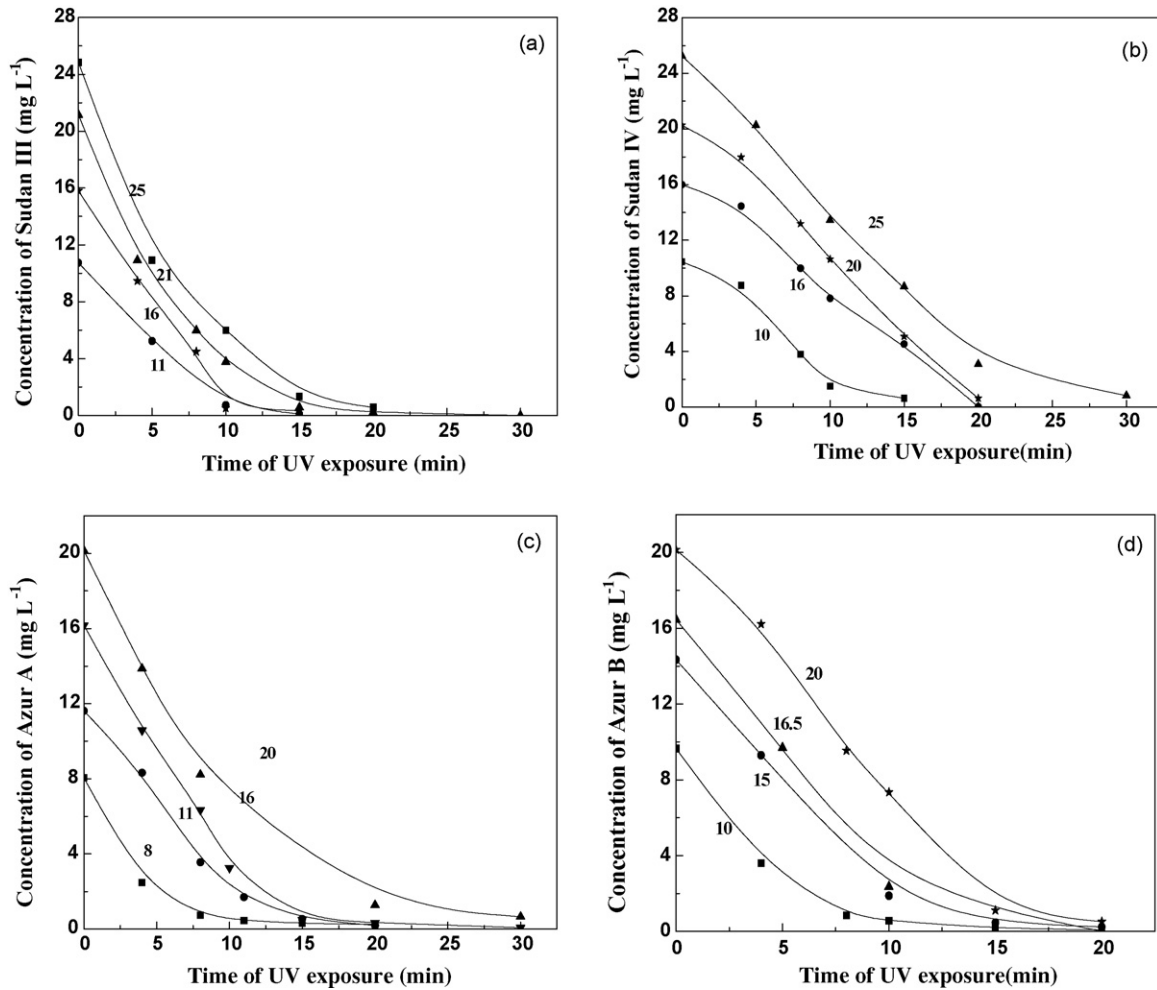 (a)
Concentration of Sudan III (mg L-1)
28
24
20
16
12
8
4
0
25
21
16
11
0 5 10 15 20 25 30
Time of UV exposure (min)
(b)
Concentration of Sudan IV (mg L-1)
28
24
20
16
12
8
4
0
25
20
16
10
0 5 10 15 20 25 30
Time of UV exposure(min)
(c)
Concentration of Azur A (mg L-1)
20
16
12
8
4
0
20
16
11
8
0 5 10 15 20 25 30
Time of UV exposure (min)
(d)
Concentration of Azur B (mg L-1)
20
16
12
8
4
0
20
16.5
15
10
0 5 10 15 20
Time of UV exposure(min)